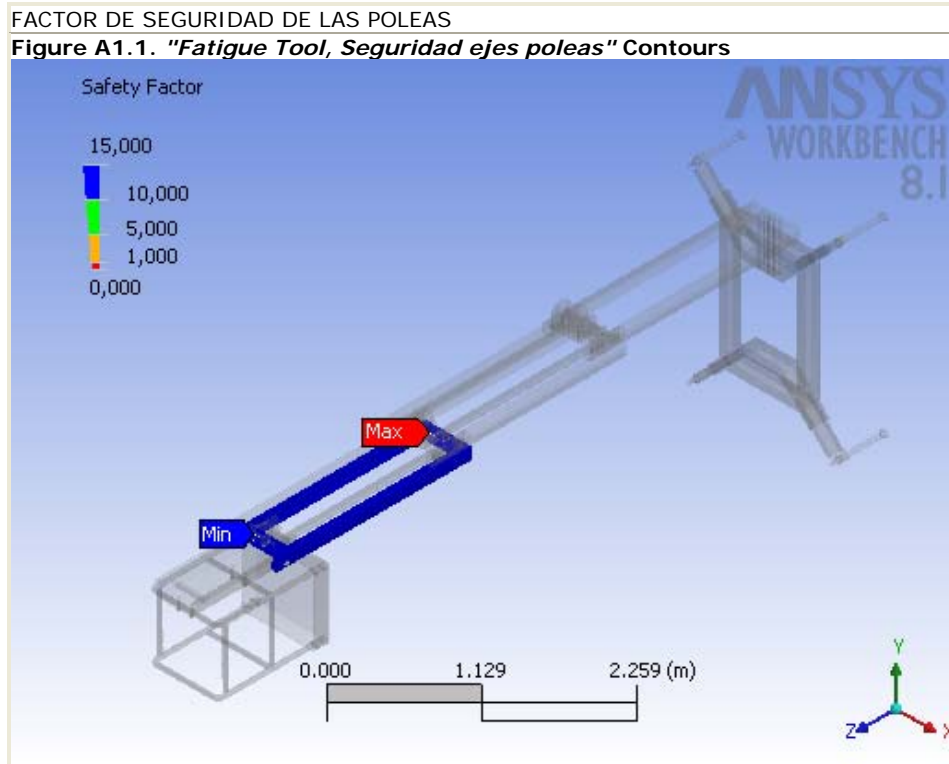 FACTOR DE SEGURIDAD DE LAS POLEAS
Figure A1.1. "Fatigue Tool, Seguridad ejes poleas" Contours
Safety Factor
15,000
10,000
5,000
1,000
0,000
ANSYS
WORKBENCH
8.1
Max
Min
0.000 1.129 2.259 (m)
Y
Z X